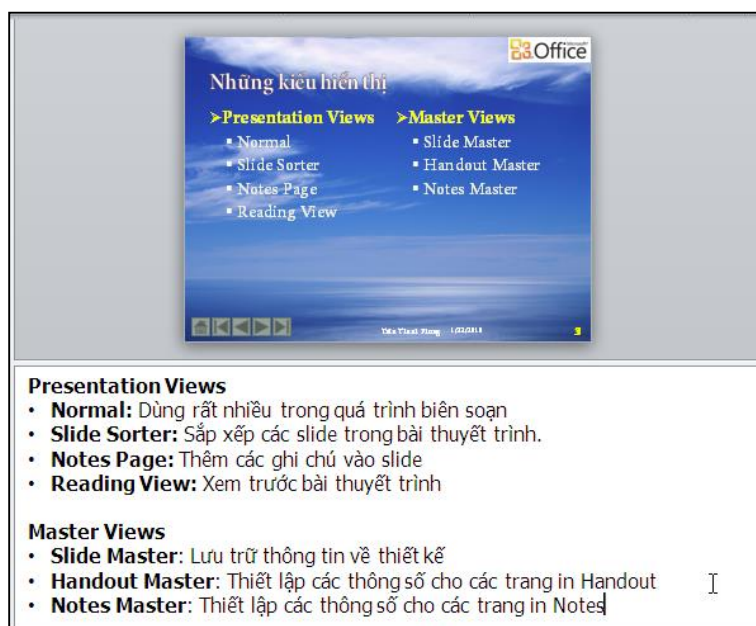 Microsoft
Office
Những kiểu hiển thị
➢Presentation Views
▪ Normal
▪ Slide Sorter
▪ Notes Page
▪ Reading View
➢Master Views
▪ Slide Master
▪ Handout Master
▪ Notes Master
3
Presentation Views
• Normal: Dùng rất nhiều trong quá trình biên soạn
• Slide Sorter: Sắp xếp các slide trong bài thuyết trình.
• Notes Page: Thêm các ghi chú vào slide
• Reading View: Xem trước bài thuyết trình
Master Views
• Slide Master: Lưu trữ thông tin về thiết kế
• Handout Master: Thiết lập các thông số cho các trang in Handout
• Notes Master: Thiết lập các thông số cho các trang in Notes